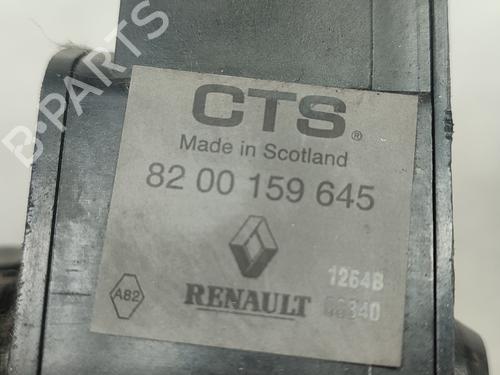 B-PARTS
CTS®
Made in Scotland
82 00 159 645
1264B
A82
RENAULT